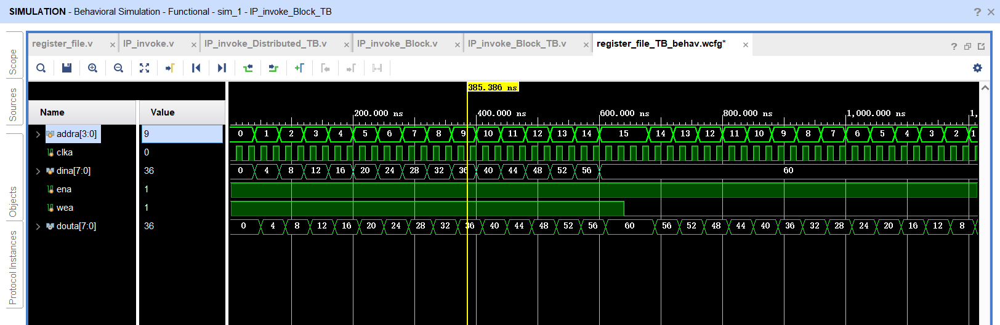 SIMULATION - Behavioral Simulation - Functional - sim_1 - IP_invoke_Block_TB ? ×
register_file.v × IP_invoke.v × IP_invoke_Distributed_TB.v × IP_invoke_Block.v × IP_invoke_Block_TB.v × register_file_TB_behav.wcfg* × ?
Scope
Sources
Objects
Protocol Instances
385.386 ns
Name Value 200.000 ns 400.000 ns 600.000 ns 800.000 ns 1,000.000 ns 1,
addra[3:0] 9 0 1 2 3 4 5 6 7 8 9 10 11 12 13 14 15 14 13 12 11 10 9 8 7 6 5 4 3 2 1
clka 0
dina[7:0] 36 0 4 8 12 16 20 24 28 32 36 40 44 48 52 56 60
ena 1
wea 1
douta[7:0] 36 0 4 8 12 16 20 24 28 32 36 40 44 48 52 56 60 56 52 48 44 40 36 32 28 24 20 16 12 8